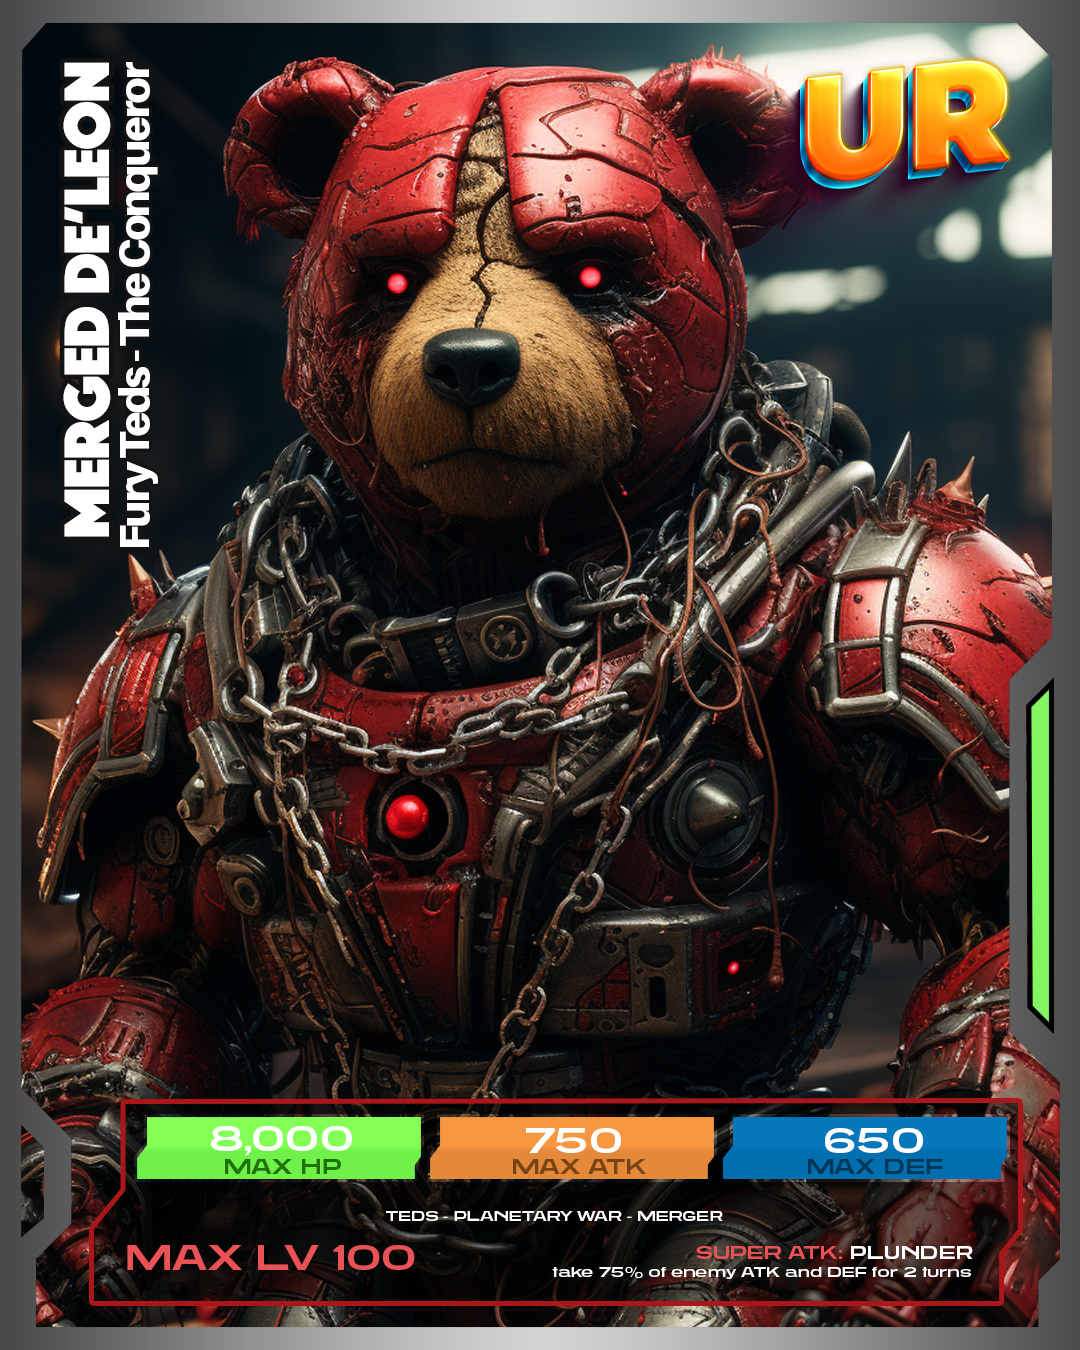 MERGED DE'LEON
Fury Teds - The Conqueror
UR
8,000
MAX HP
750
MAX ATK
650
MAX DEF
TEDS - PLANETARY WAR - MERGER
MAX LV 100
SUPER ATK: PLUNDER
take 75% of enemy ATK and DEF for 2 turns